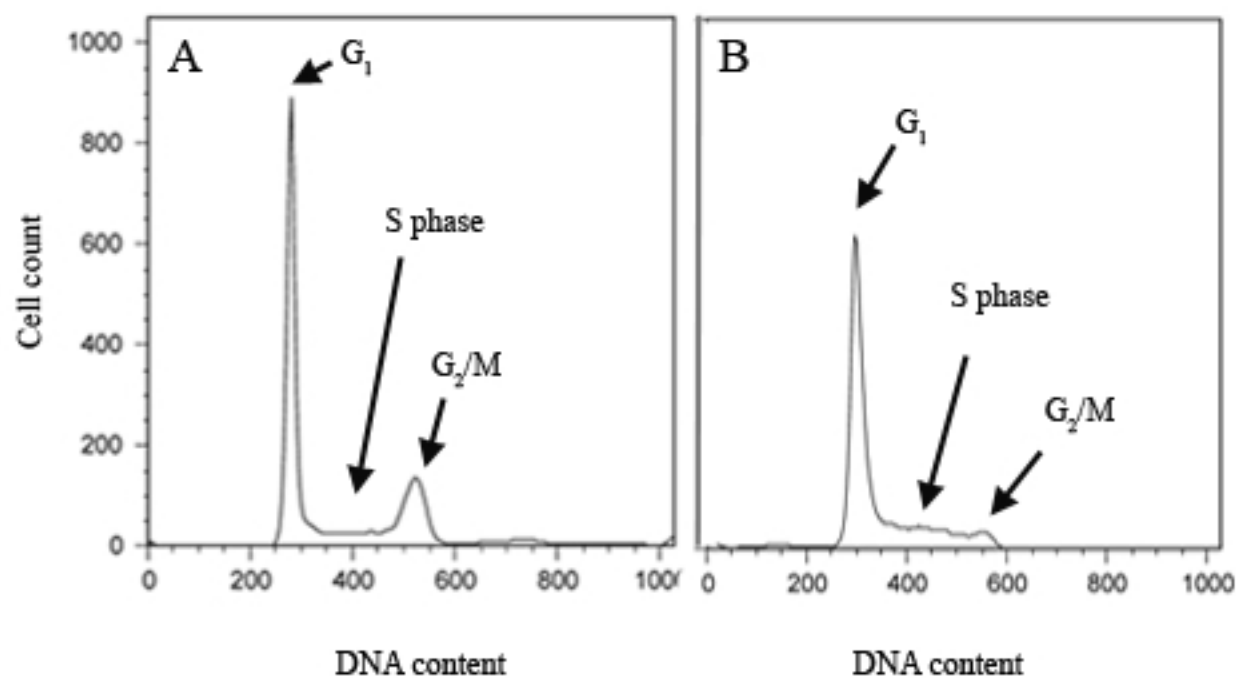 A
B
G₁
G₁
S phase
S phase
G₂/M
G₂/M
Cell count
1000
800
600
400
200
0
0 200 400 600 800 100
0 200 400 600 800 1000
DNA content
DNA content